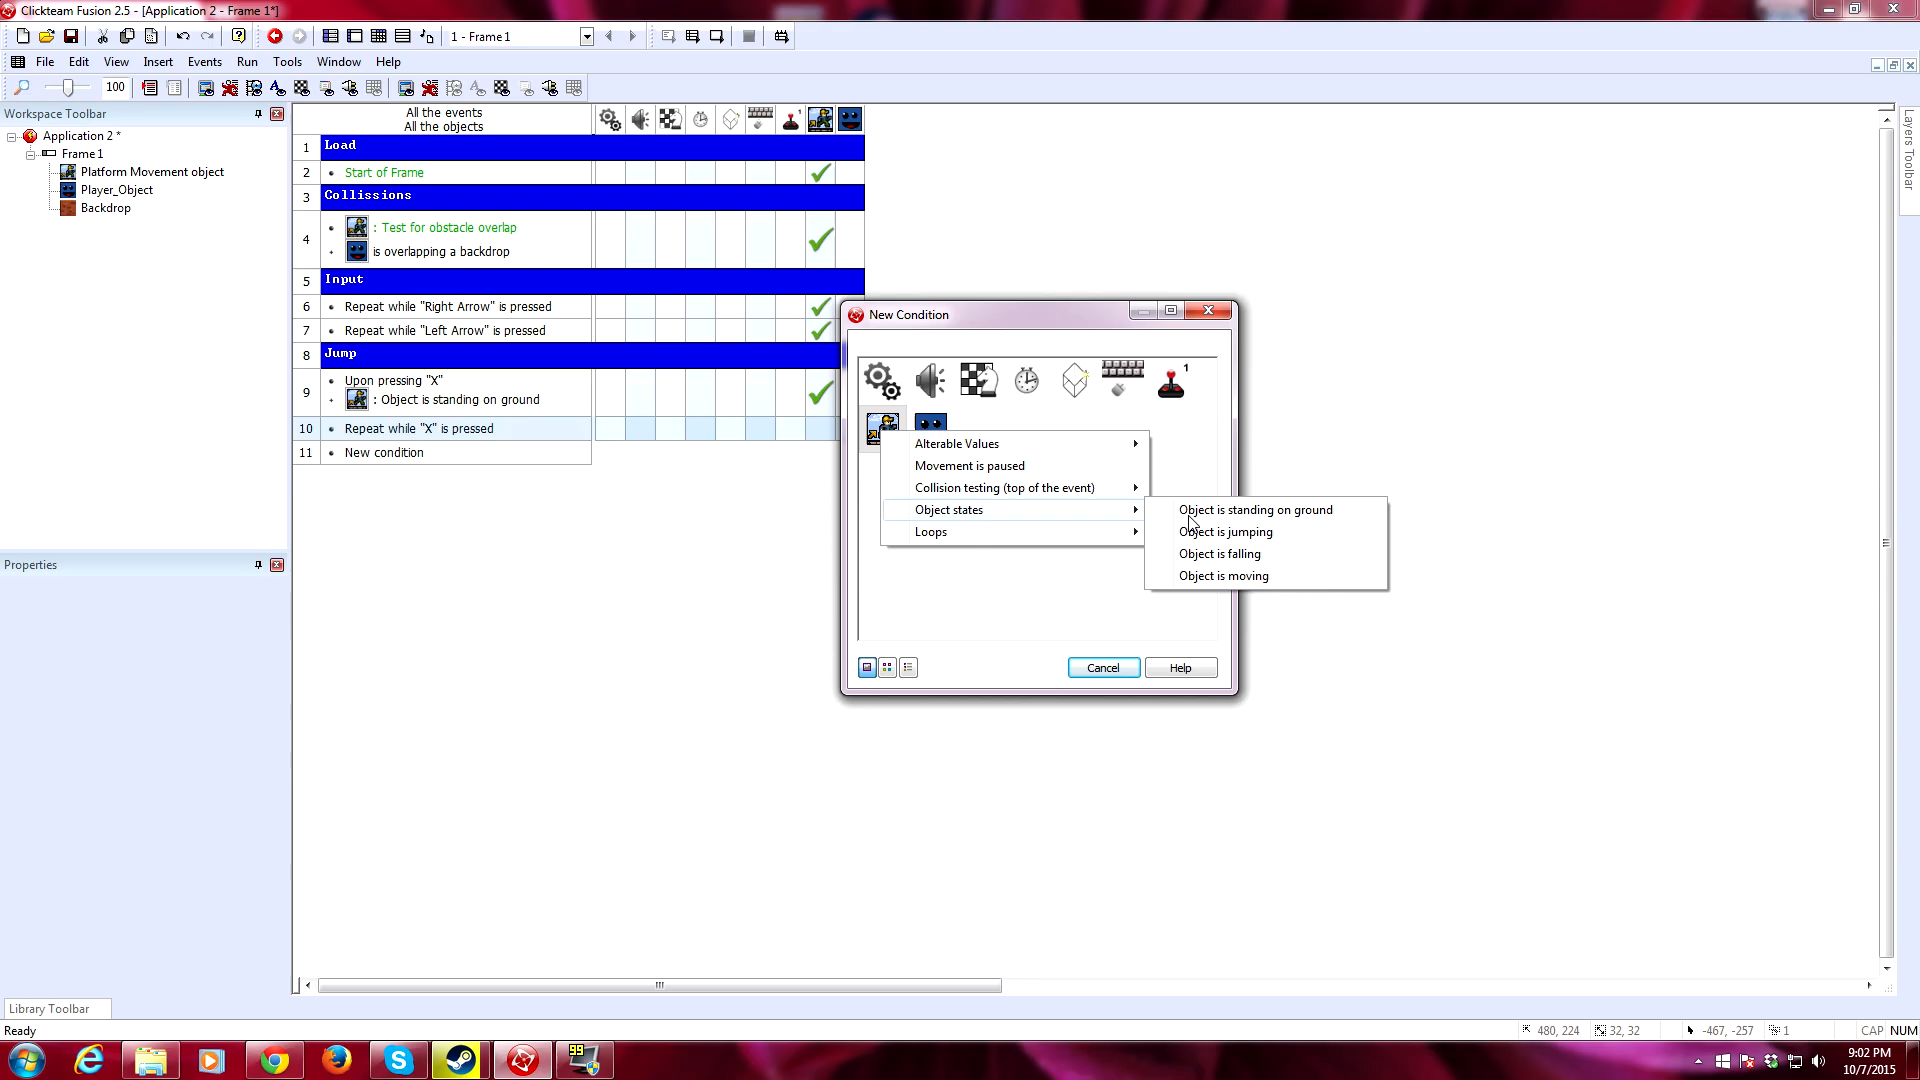 Clickteam Fusion 2.5 - [Application 2 - Frame 1*]
1 - Frame 1
File Edit View Insert Events Run Tools Window Help
100
Workspace Toolbar
Application 2 *
Frame 1
Platform Movement object
Player_Object
Backdrop
Properties
Library Toolbar
Layers Toolbar
All the events
All the objects
1 Load
2 Start of Frame
3 Collissions
4 : Test for obstacle overlap
is overlapping a backdrop
5 Input
6 Repeat while "Right Arrow" is pressed
7 Repeat while "Left Arrow" is pressed
8 Jump
9 Upon pressing "X"
: Object is standing on ground
10 Repeat while "X" is pressed
11 New condition
New Condition
1
Alterable Values
Movement is paused
Collision testing (top of the event)
Object states
Loops
Object is standing on ground
Object is jumping
Object is falling
Object is moving
Cancel Help
Ready
480, 224 32, 32 -467, -257 1 CAP NUM
99
9:02 PM
10/7/2015